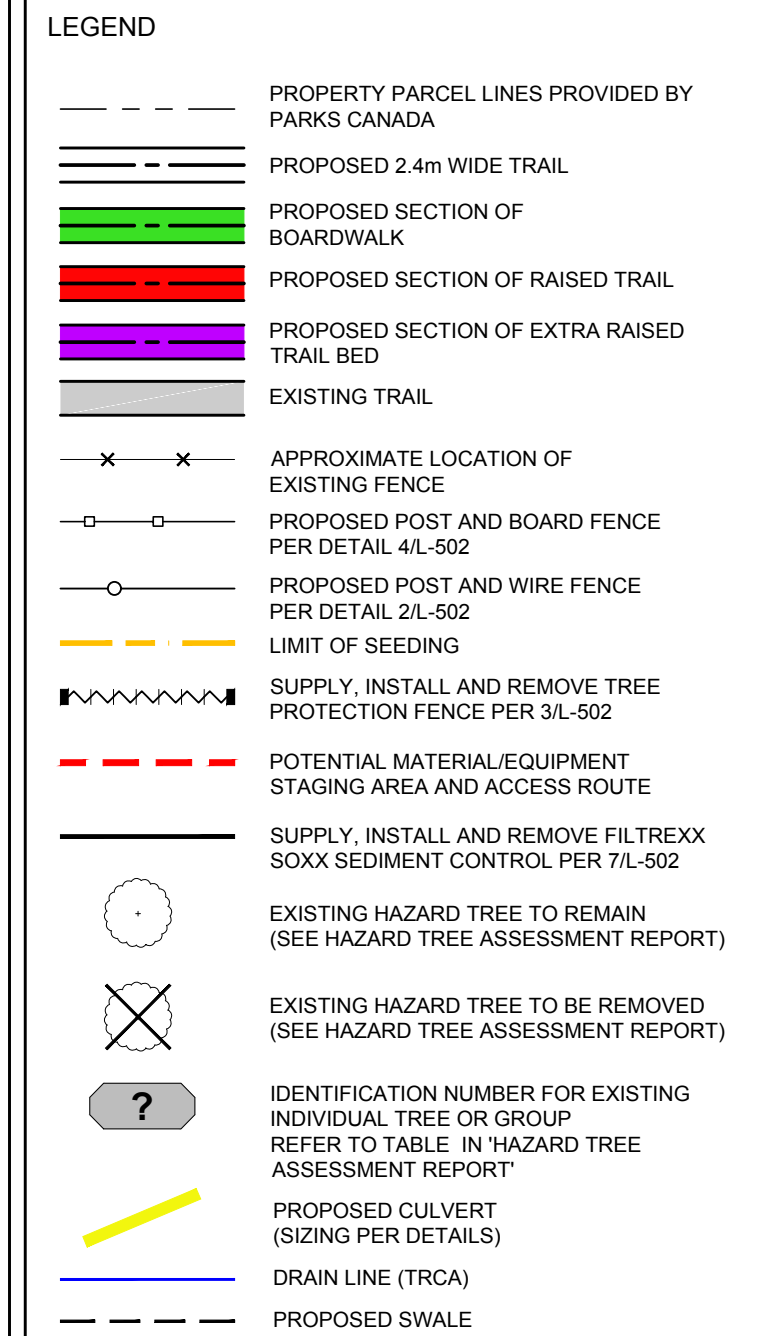 LEGEND
PROPERTY PARCEL LINES PROVIDED BY
PARKS CANADA
PROPOSED 2.4m WIDE TRAIL
PROPOSED SECTION OF
BOARDWALK
PROPOSED SECTION OF RAISED TRAIL
PROPOSED SECTION OF EXTRA RAISED
TRAIL BED
EXISTING TRAIL
APPROXIMATE LOCATION OF
EXISTING FENCE
PROPOSED POST AND BOARD FENCE
PER DETAIL 4/L-502
PROPOSED POST AND WIRE FENCE
PER DETAIL 2/L-502
LIMIT OF SEEDING
SUPPLY, INSTALL AND REMOVE TREE
PROTECTION FENCE PER 3/L-502
POTENTIAL MATERIAL/EQUIPMENT
STAGING AREA AND ACCESS ROUTE
SUPPLY, INSTALL AND REMOVE FILTREXX
SOXX SEDIMENT CONTROL PER 7/L-502
EXISTING HAZARD TREE TO REMAIN
(SEE HAZARD TREE ASSESSMENT REPORT)
EXISTING HAZARD TREE TO BE REMOVED
(SEE HAZARD TREE ASSESSMENT REPORT)
?
IDENTIFICATION NUMBER FOR EXISTING
INDIVIDUAL TREE OR GROUP
REFER TO TABLE IN 'HAZARD TREE
ASSESSMENT REPORT'
PROPOSED CULVERT
(SIZING PER DETAILS)
DRAIN LINE (TRCA)
PROPOSED SWALE